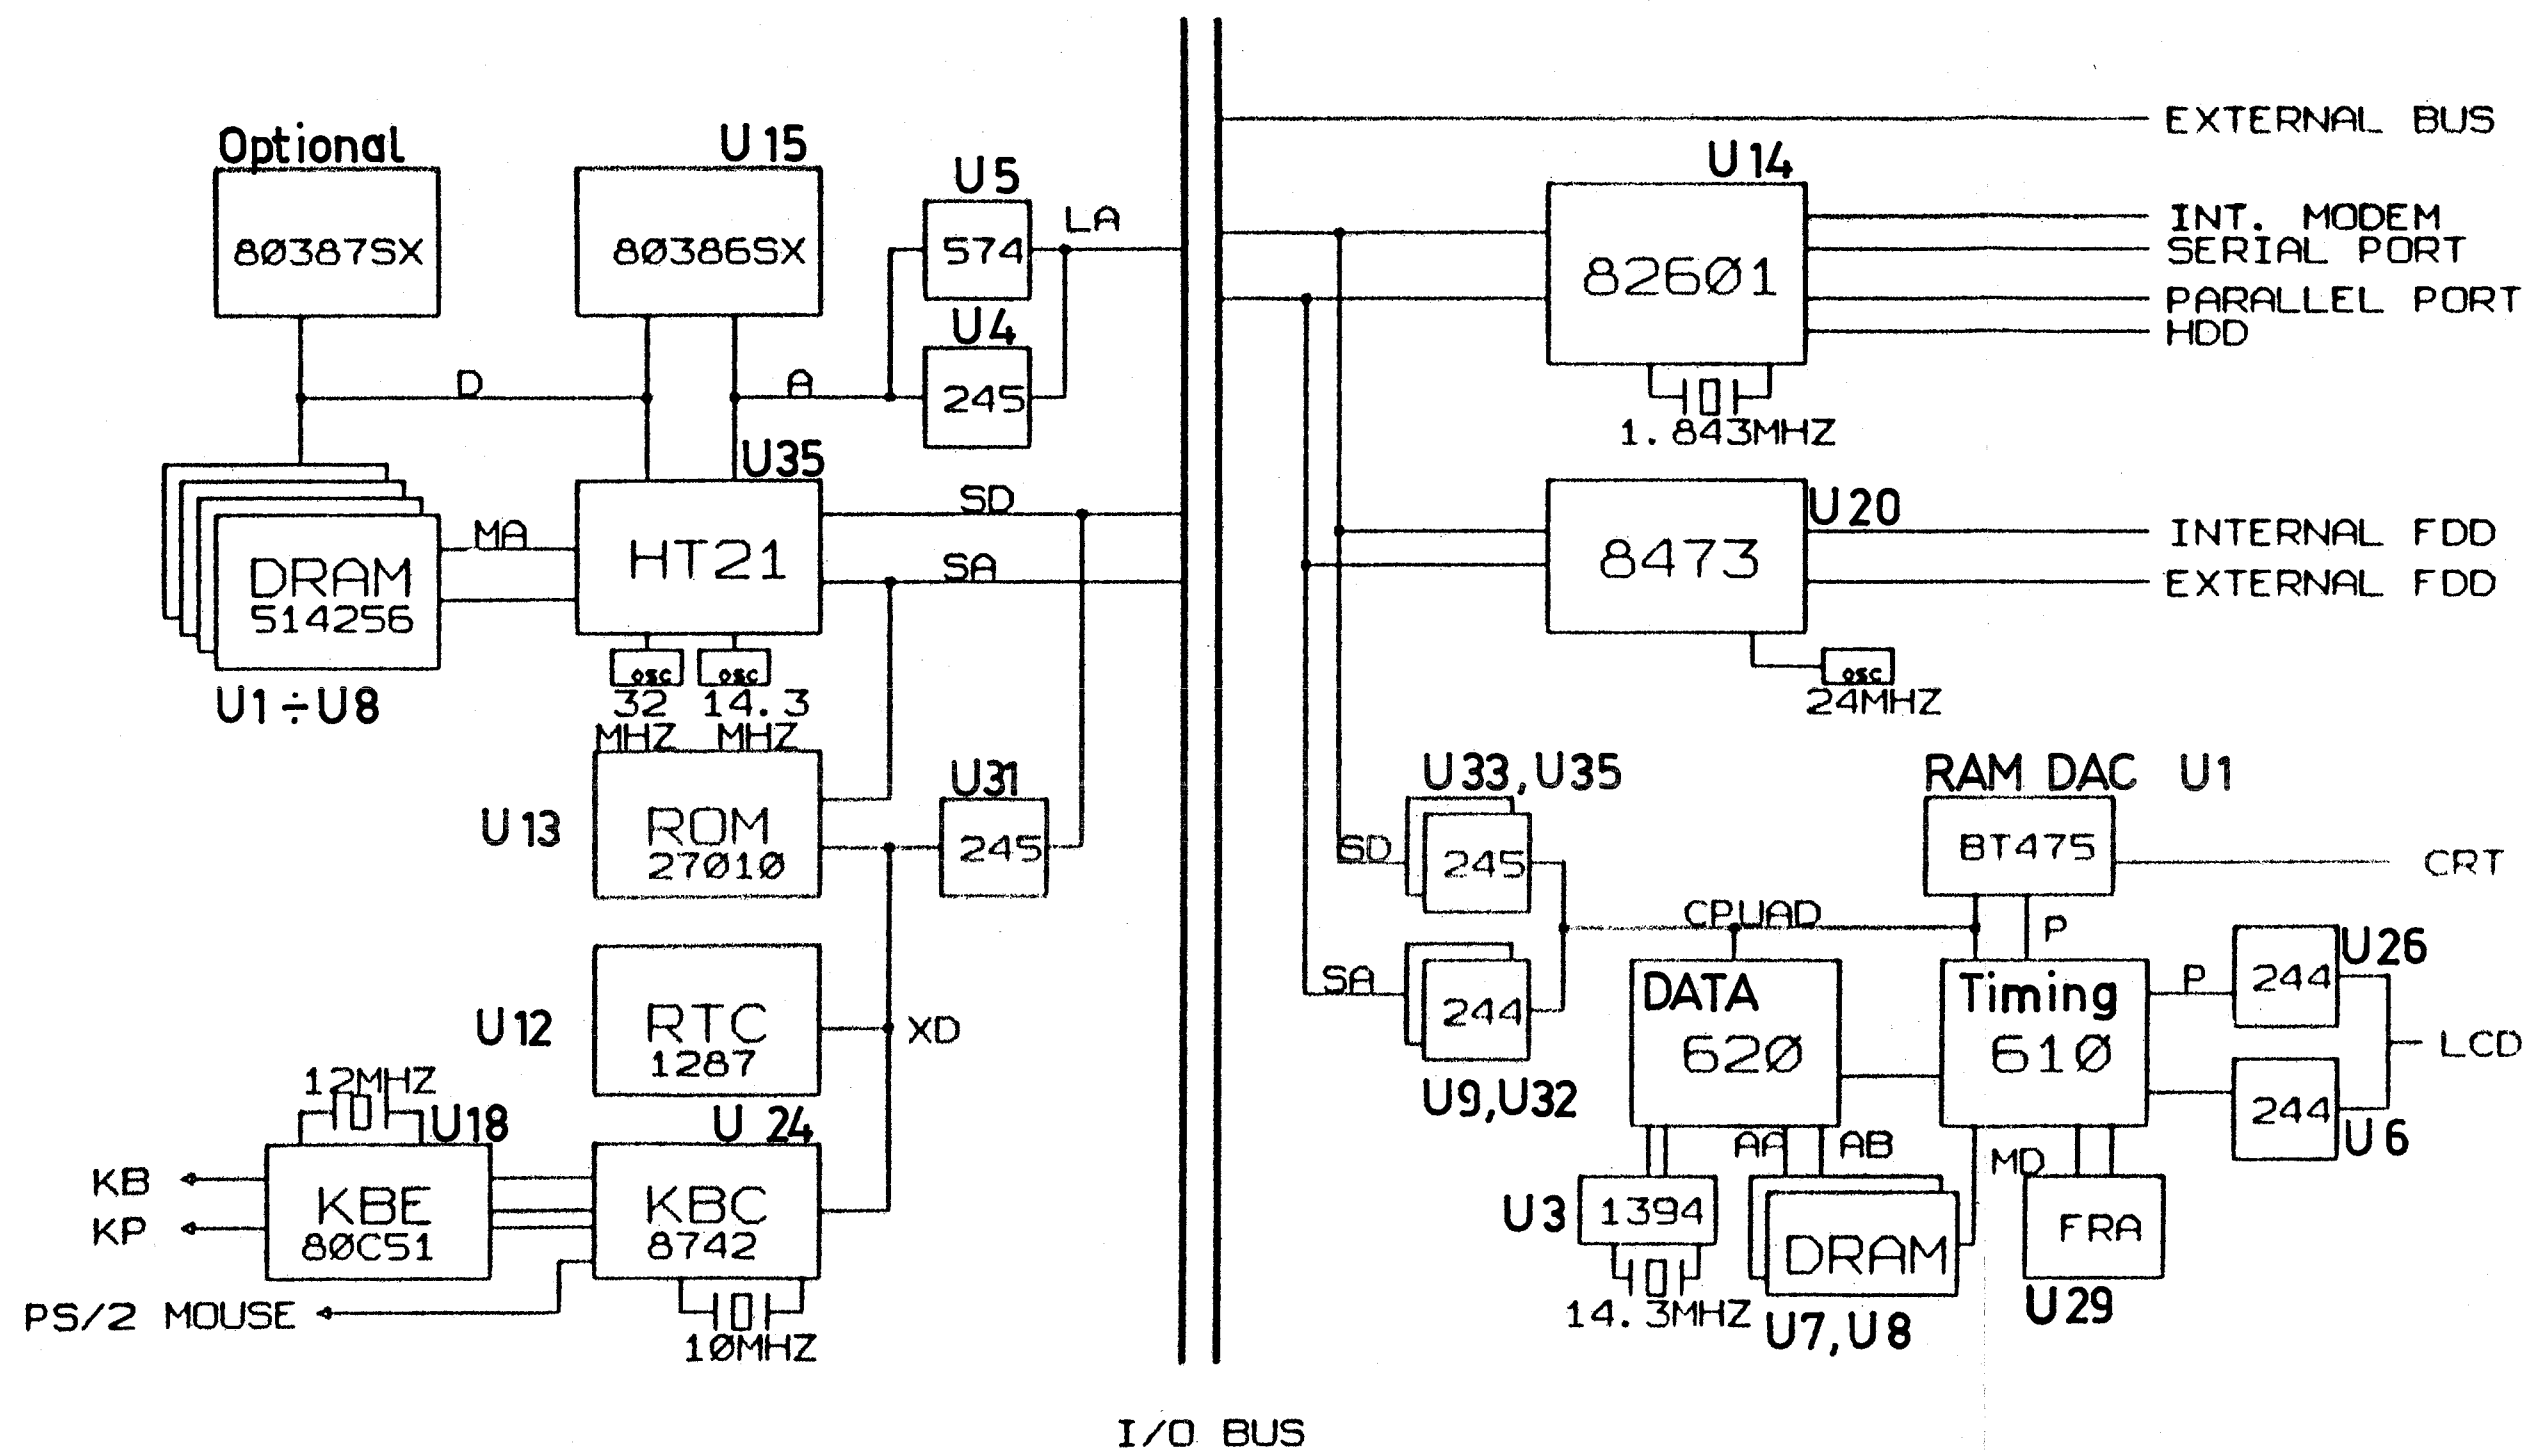 EXTERNAL BUS
Optional
80387SX
U15
80386SX
U5
574
LA
U4
245
D
A
U14
82601
INT. MODEM
SERIAL PORT
PARALLEL PORT
HDD
1.843MHZ
U35
HT21
SD
SA
MA
DRAM
514256
U1÷U8
osc
32
MHZ
osc
14.3
MHZ
U20
8473
INTERNAL FDD
EXTERNAL FDD
osc
24MHZ
U13
ROM
27010
U31
245
U12
RTC
1287
XD
12MHZ
U18
KB
KP
KBE
80C51
U 24
KBC
8742
PS/2 MOUSE
10MHZ
U33,U35
SD
245
SA
244
U9,U32
CPUAD
RAM DAC U1
BT475
CRT
P
DATA
620
Timing
610
P
U26
244
LCD
244
U6
AA
AB
MD
U3
1394
14.3MHZ
DRAM
U7,U8
FRA
U29
I/O BUS